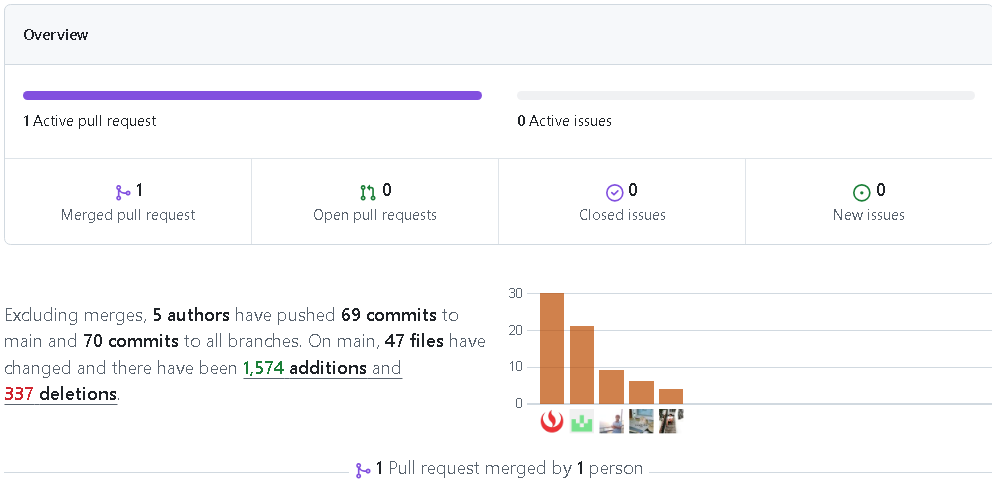 Overview
1 Active pull request
0 Active issues
1
Merged pull request
0
Open pull requests
0
Closed issues
0
New issues
Excluding merges, 5 authors have pushed 69 commits to
main and 70 commits to all branches. On main, 47 files have
changed and there have been 1,574 additions and
337 deletions.
30
20
10
0
1 Pull request merged by 1 person